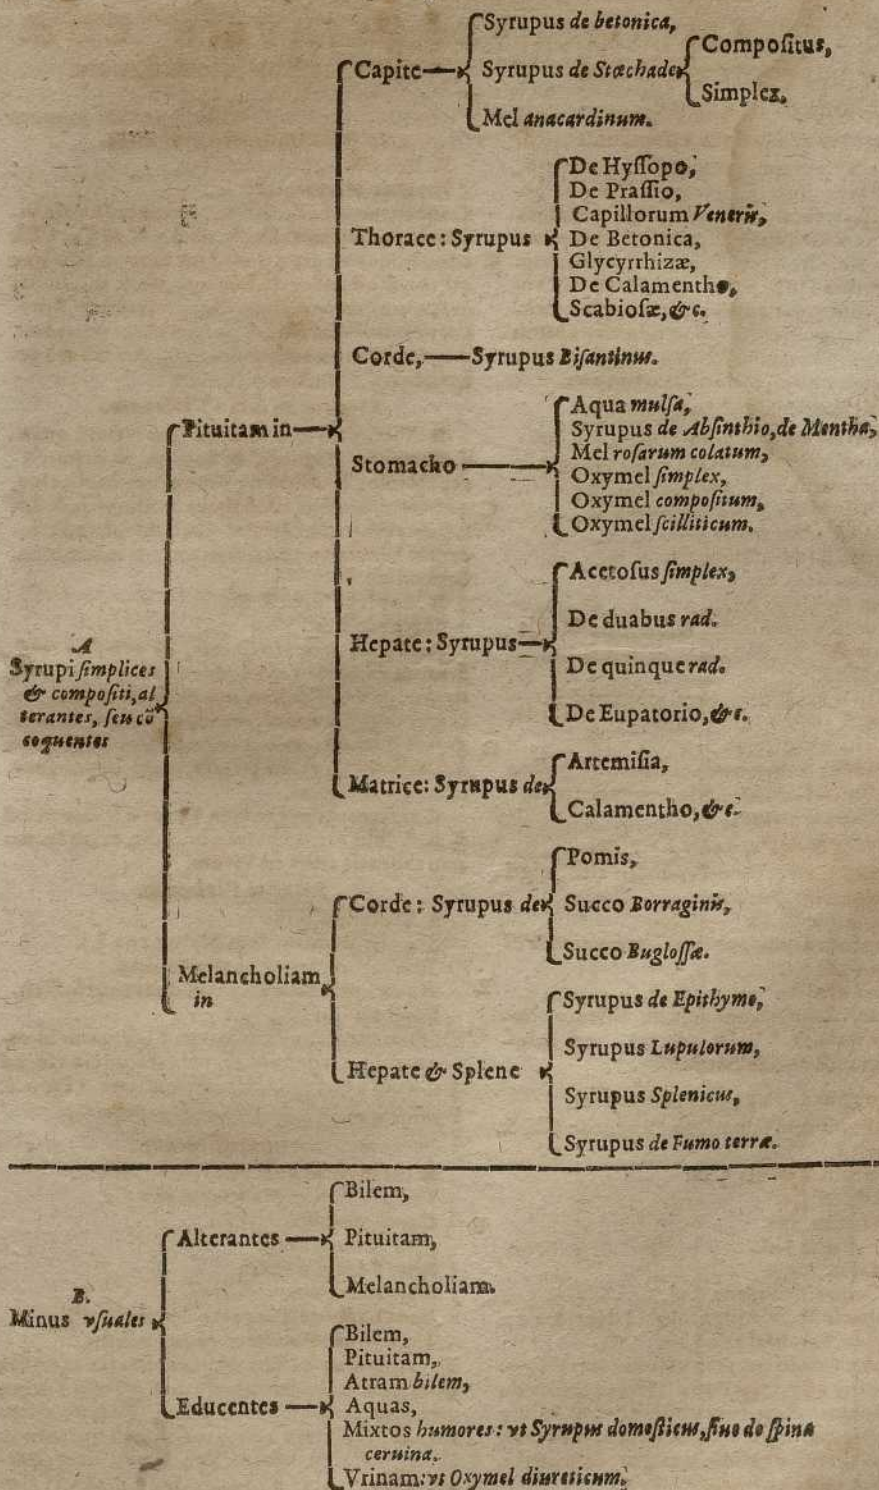 A
Syrupi ſimplices
& compoſiti, al
terantes, ſeu cō
coquentes
Pituitam in
Capite
Syrupus de betonica,
Syrupus de Stœchade
Compoſitus,
Simplex,
Mel anacardinum.
Thorace: Syrupus
De Hyſſopo,
De Praſſio,
Capillorum Veneris,
De Betonica,
Glycyrrhizæ,
De Calamentho,
Scabioſæ, &c.
Corde, Syrupus Biſantinus.
Stomacho
Aqua mulſa,
Syrupus de Abſinthio, de Mentha,
Mel roſarum colatum,
Oxymel ſimplex,
Oxymel compoſitum,
Oxymel ſcilliticum.
Hepate: Syrupus
Acetoſus ſimplex,
De duabus rad.
De quinque rad.
De Eupatorio, &c.
Matrice: Syrupus de
Artemiſia,
Calamentho, &c.
Melancholiam
in
Corde: Syrupus de
Pomis,
Succo Borraginis,
Succo Bugloſſæ.
Hepate & Splene
Syrupus de Epithymo,
Syrupus Lupulorum,
Syrupus Splenicus,
Syrupus de Fumo terræ.
B.
Minus vſuales
Alterantes
Bilem,
Pituitam,
Melancholiam.
Educentes
Bilem,
Pituitam,
Atram bilem,
Aquas,
Mixtos humores: vt Syrupus domeſticus, ſiue de ſpina
ceruina.
Vrinam: vt Oxymel diureticum.